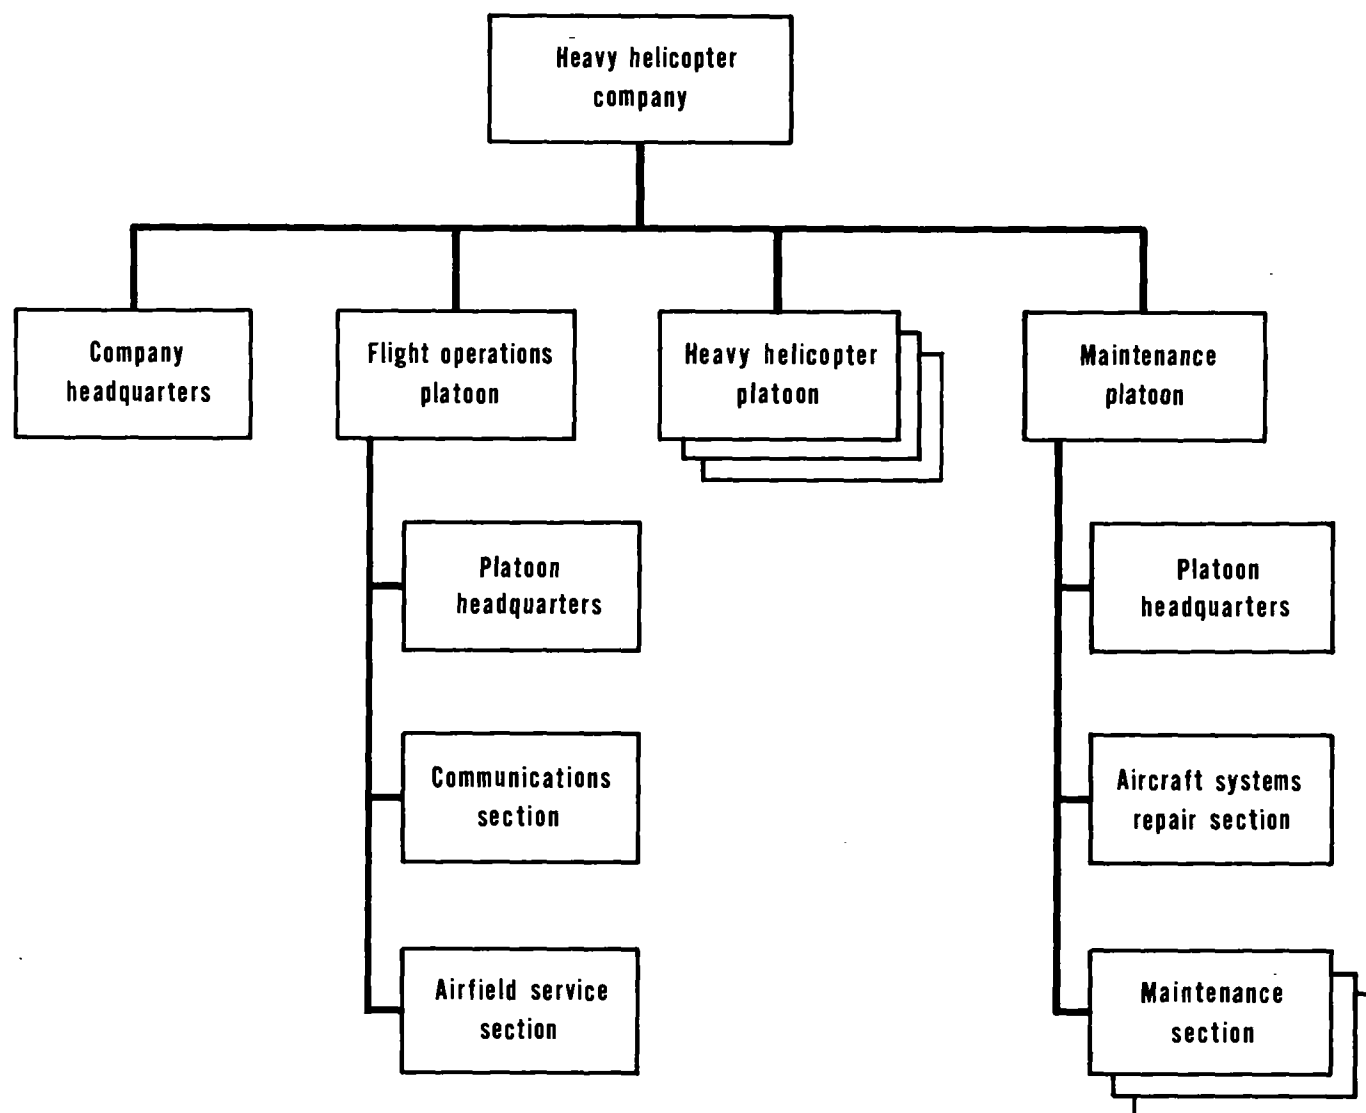 Heavy helicopter
company
Company
headquarters
Flight operations
platoon
Heavy helicopter
platoon
Maintenance
platoon
Platoon
headquarters
Platoon
headquarters
Communications
section
Aircraft systems
repair section
Airfield service
section
Maintenance
section